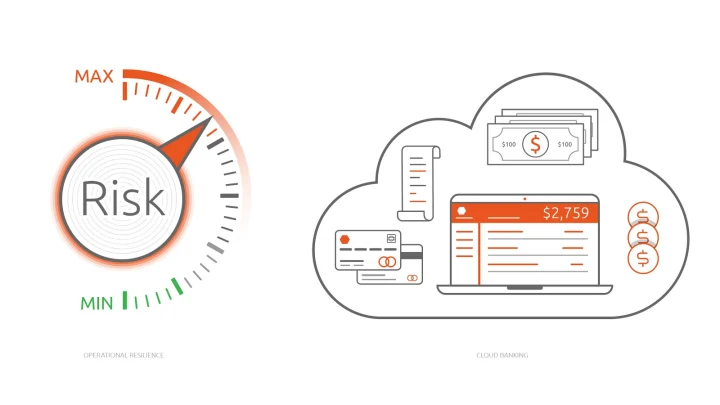 MAX
Risk
MIN
OPERATIONAL RESILIENCE
$100 $ $100
$2,759
$
$
$
CLOUD BANKING